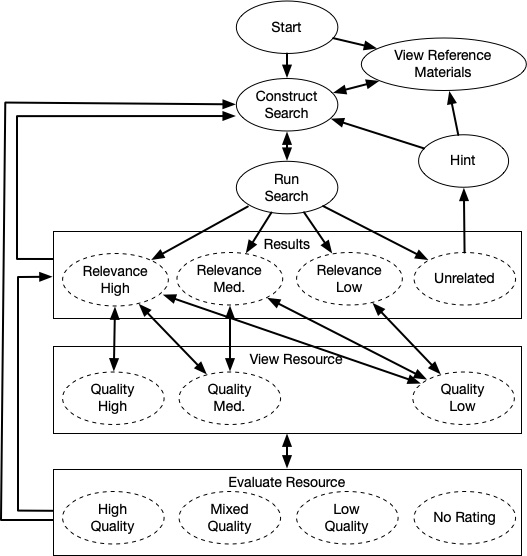 Start
View Reference
Materials
Construct
Search
Hint
Run
Search
Results
Relevance
High
Relevance
Med.
Relevance
Low
Unrelated
View Resource
Quality
High
Quality
Med.
Quality
Low
Evaluate Resource
High
Quality
Mixed
Quality
Low
Quality
No Rating